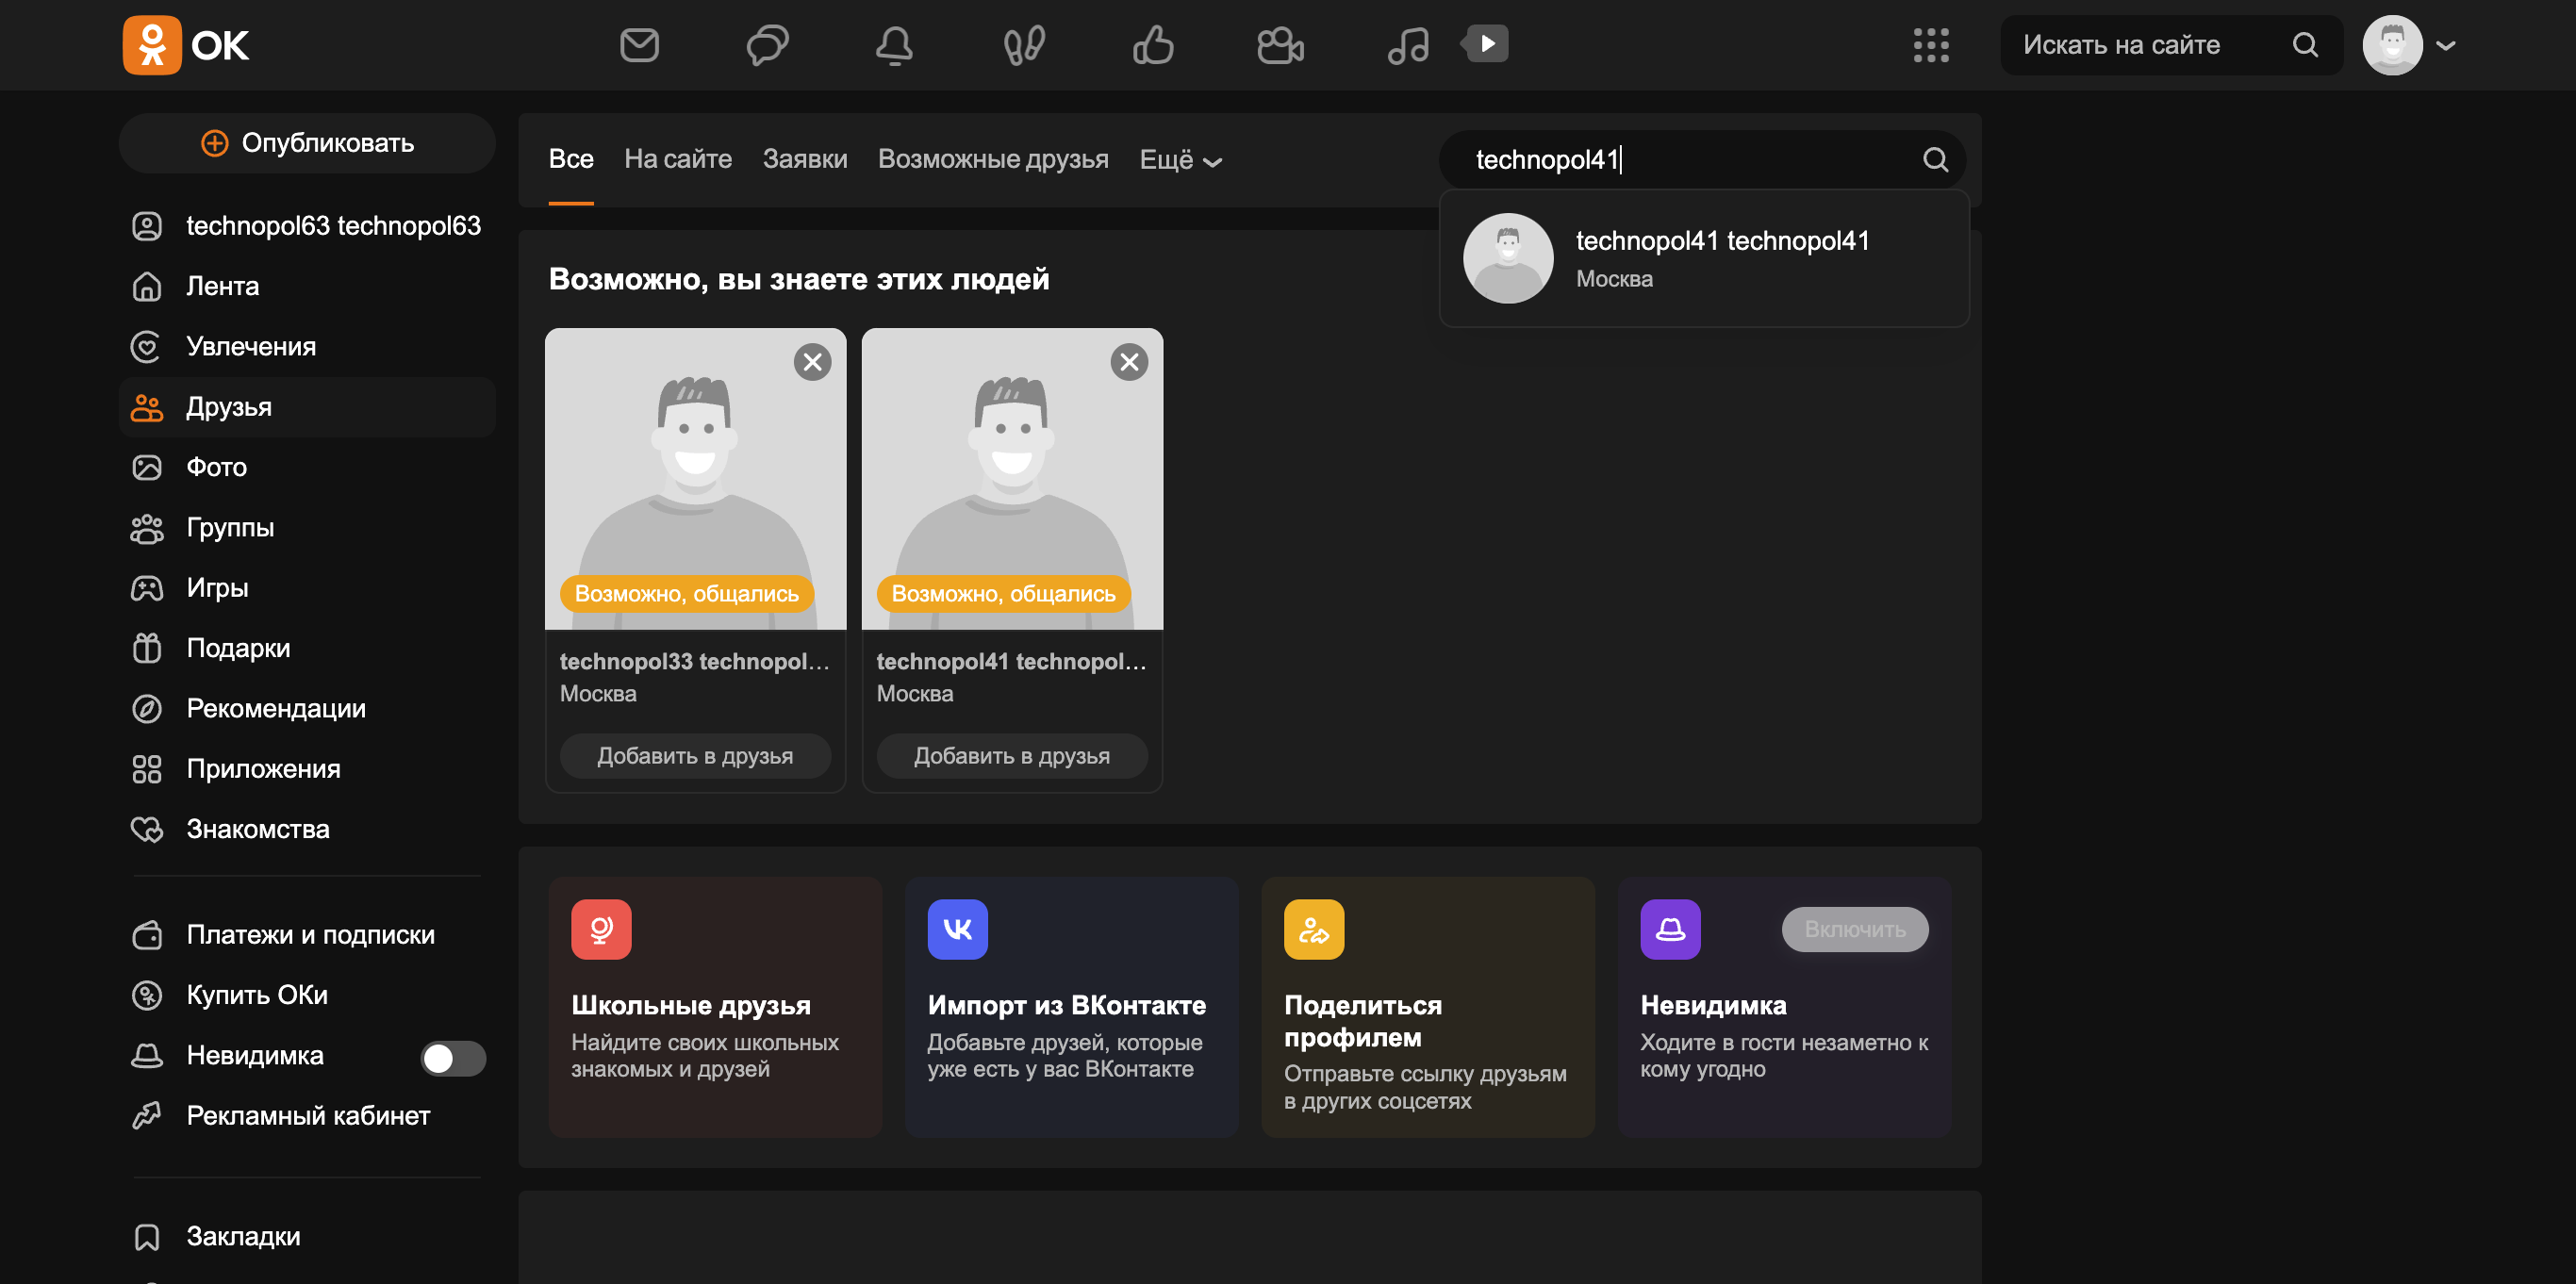 OK
Искать на сайте
Опубликовать
technopol63 technopol63
Лента
Увлечения
Друзья
Фото
Группы
Игры
Подарки
Рекомендации
Приложения
Знакомства
Платежи и подписки
Купить ОКи
Невидимка
Рекламный кабинет
Закладки
Все На сайте Заявки Возможные друзья Ещё
technopol41
technopol41 technopol41
Москва
Возможно, вы знаете этих людей
Возможно, общались
technopol33 technopol...
Москва
Добавить в друзья
Возможно, общались
technopol41 technopol...
Москва
Добавить в друзья
Школьные друзья
Найдите своих школьных
знакомых и друзей
Импорт из ВКонтакте
Добавьте друзей, которые
уже есть у вас ВКонтакте
Поделиться
профилем
Отправьте ссылку друзьям
в других соцсетях
Включить
Невидимка
Ходите в гости незаметно к
кому угодно